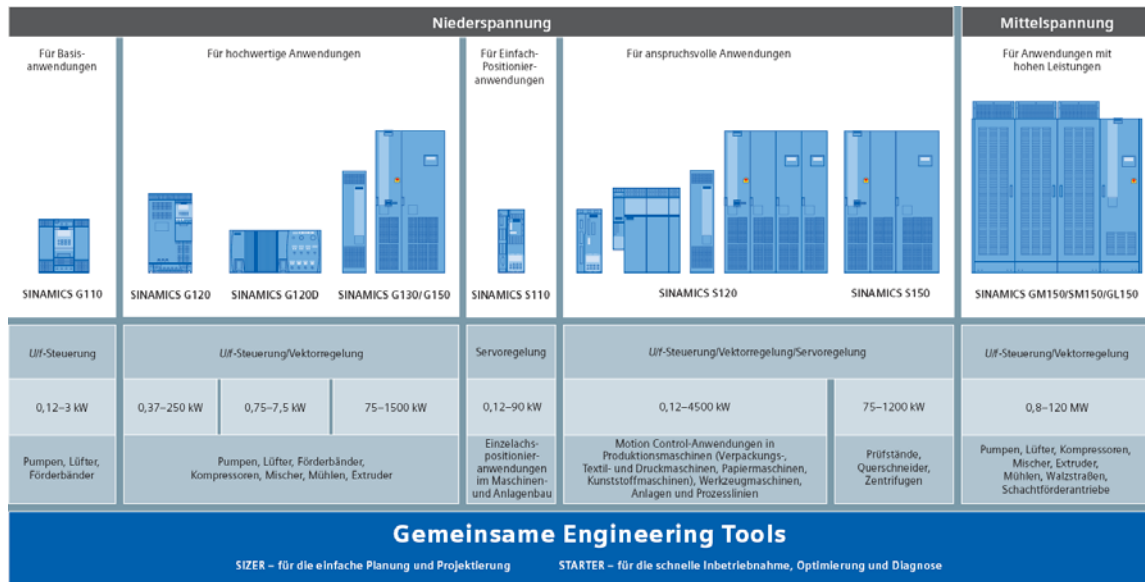 Niederspannung
Mittelspannung
Für Basis-
anwendungen
Für hochwertige Anwendungen
Für Einfach-
Positionier-
anwendungen
Für anspruchsvolle Anwendungen
Für Anwendungen mit
hohen Leistungen
SINAMICS G110
SINAMICS G120
SINAMICS G120D
SINAMICS G130/G150
SINAMICS S110
SINAMICS S120
SINAMICS S150
SINAMICS GM150/SM150/GL150
U/f-Steuerung
U/f-Steuerung/Vektorregelung
Servoregelung
U/f-Steuerung/Vektorregelung/Servoregelung
U/f-Steuerung/Vektorregelung
0,12–3 kW
0,37–250 kW
0,75–7,5 kW
75–1500 kW
0,12–90 kW
0,12–4500 kW
75–1200 kW
0,8–120 MW
Pumpen, Lüfter,
Förderbänder
Pumpen, Lüfter, Förderbänder,
Kompressoren, Mischer, Mühlen, Extruder
Einzelachs-
positionier-
anwendungen
im Maschinen-
und Anlagenbau
Motion Control-Anwendungen in
Produktionsmaschinen (Verpackungs-,
Textil- und Druckmaschinen, Papiermaschinen,
Kunststoffmaschinen), Werkzeugmaschinen,
Anlagen und Prozesslinien
Prüfstände,
Querschneider,
Zentrifugen
Pumpen, Lüfter, Kompressoren,
Mischer, Extruder,
Mühlen, Walzstraßen,
Schachtförderantriebe
Gemeinsame Engineering Tools
SIZER – für die einfache Planung und Projektierung
STARTER – für die schnelle Inbetriebnahme, Optimierung und Diagnose